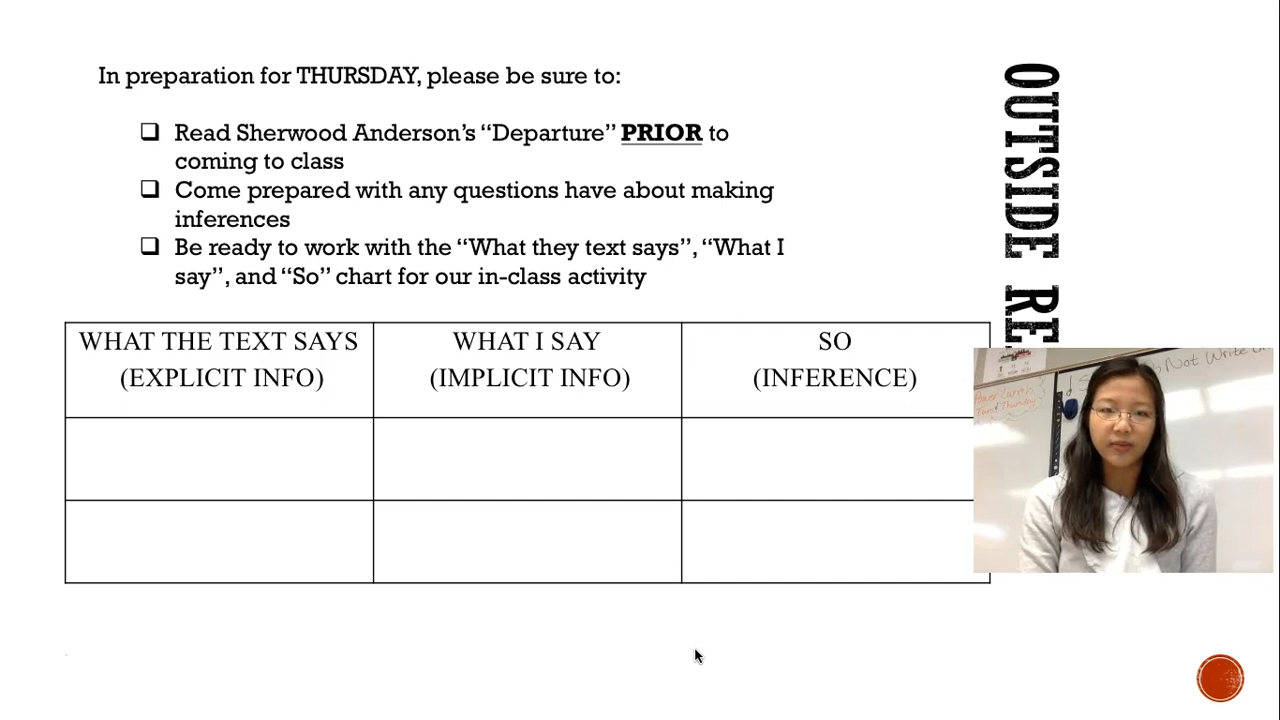 In preparation for THURSDAY, please be sure to:
❑ Read Sherwood Anderson's “Departure” PRIOR to
coming to class
❑ Come prepared with any questions have about making
inferences
❑ Be ready to work with the “What they text says”, “What I
say”, and “So” chart for our in-class activity
OUTSIDE RE
WHAT THE TEXT SAYS
(EXPLICIT INFO)
WHAT I SAY
(IMPLICIT INFO)
SO
(INFERENCE)
Not Write
Thursday